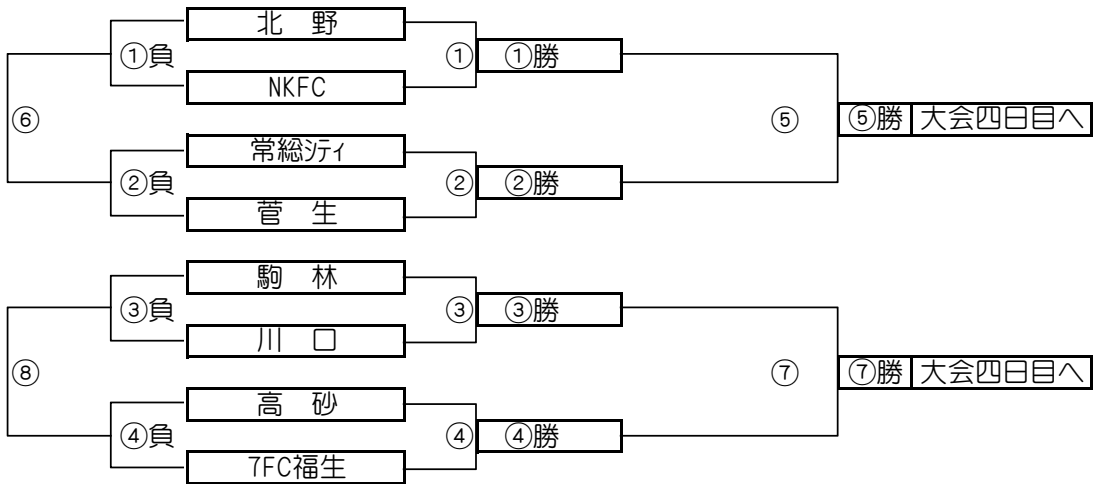 北　野
①負 ① ①勝
NKFC
⑥ ⑤ ⑤勝 大会四日目へ
常総ｼﾃｨ
②負 ② ②勝
菅　生
駒　林
③負 ③ ③勝
川　口
⑧ ⑦ ⑦勝 大会四日目へ
高　砂
④負 ④ ④勝
7FC福生